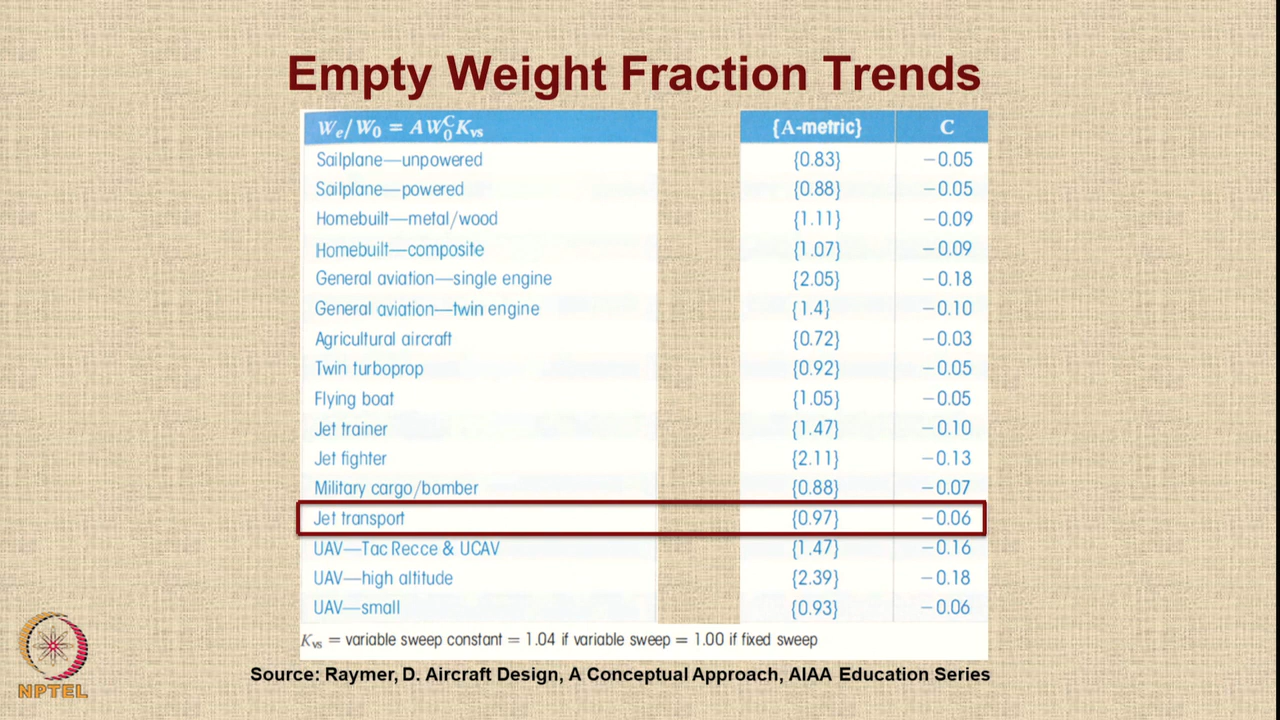 Empty Weight Fraction Trends
Wₑ/W₀ = A W₀ᶜ Kᵥₛ {A-metric} C
Sailplane—unpowered {0.83} −0.05
Sailplane—powered {0.88} −0.05
Homebuilt—metal/wood {1.11} −0.09
Homebuilt—composite {1.07} −0.09
General aviation—single engine {2.05} −0.18
General aviation—twin engine {1.4} −0.10
Agricultural aircraft {0.72} −0.03
Twin turboprop {0.92} −0.05
Flying boat {1.05} −0.05
Jet trainer {1.47} −0.10
Jet fighter {2.11} −0.13
Military cargo/bomber {0.88} −0.07
Jet transport {0.97} −0.06
UAV—Tac Recce & UCAV {1.47} −0.16
UAV—high altitude {2.39} −0.18
UAV—small {0.93} −0.06
Kᵥₛ = variable sweep constant = 1.04 if variable sweep = 1.00 if fixed sweep
Source: Raymer, D. Aircraft Design, A Conceptual Approach, AIAA Education Series
NPTEL